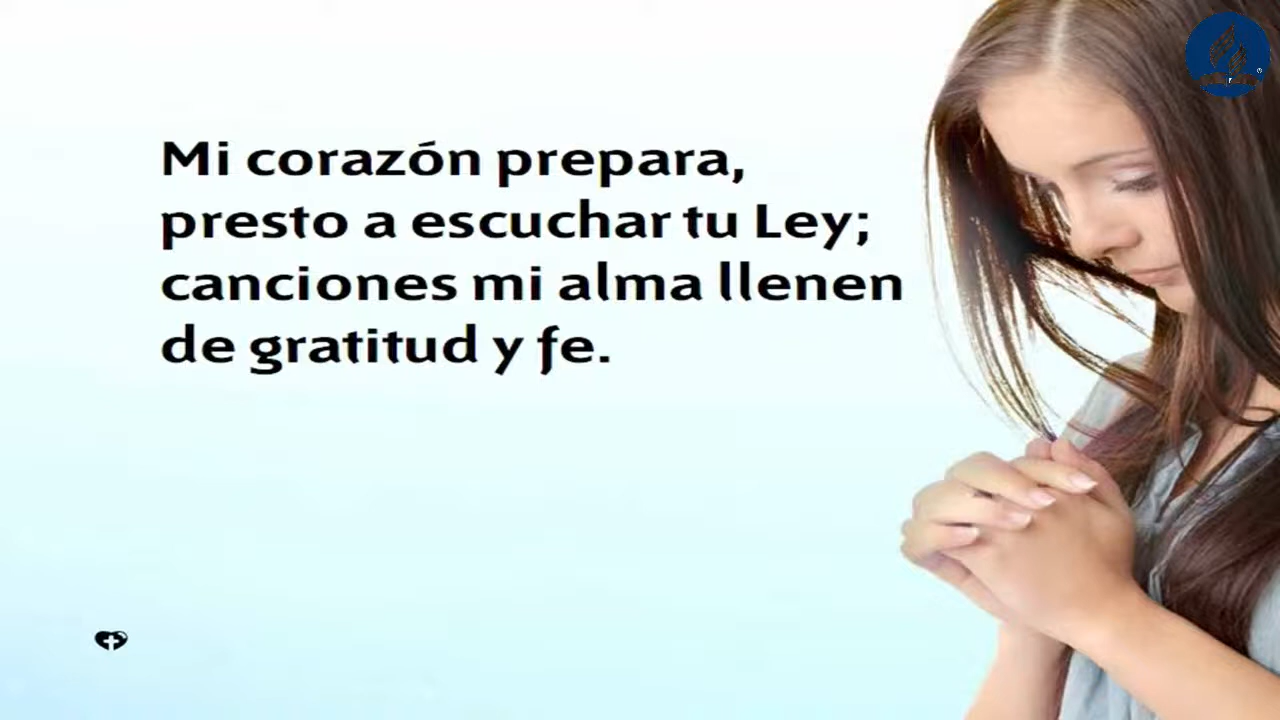 Mi corazón prepara,
presto a escuchar tu Ley;
canciones mi alma llenen
de gratitud y fe.